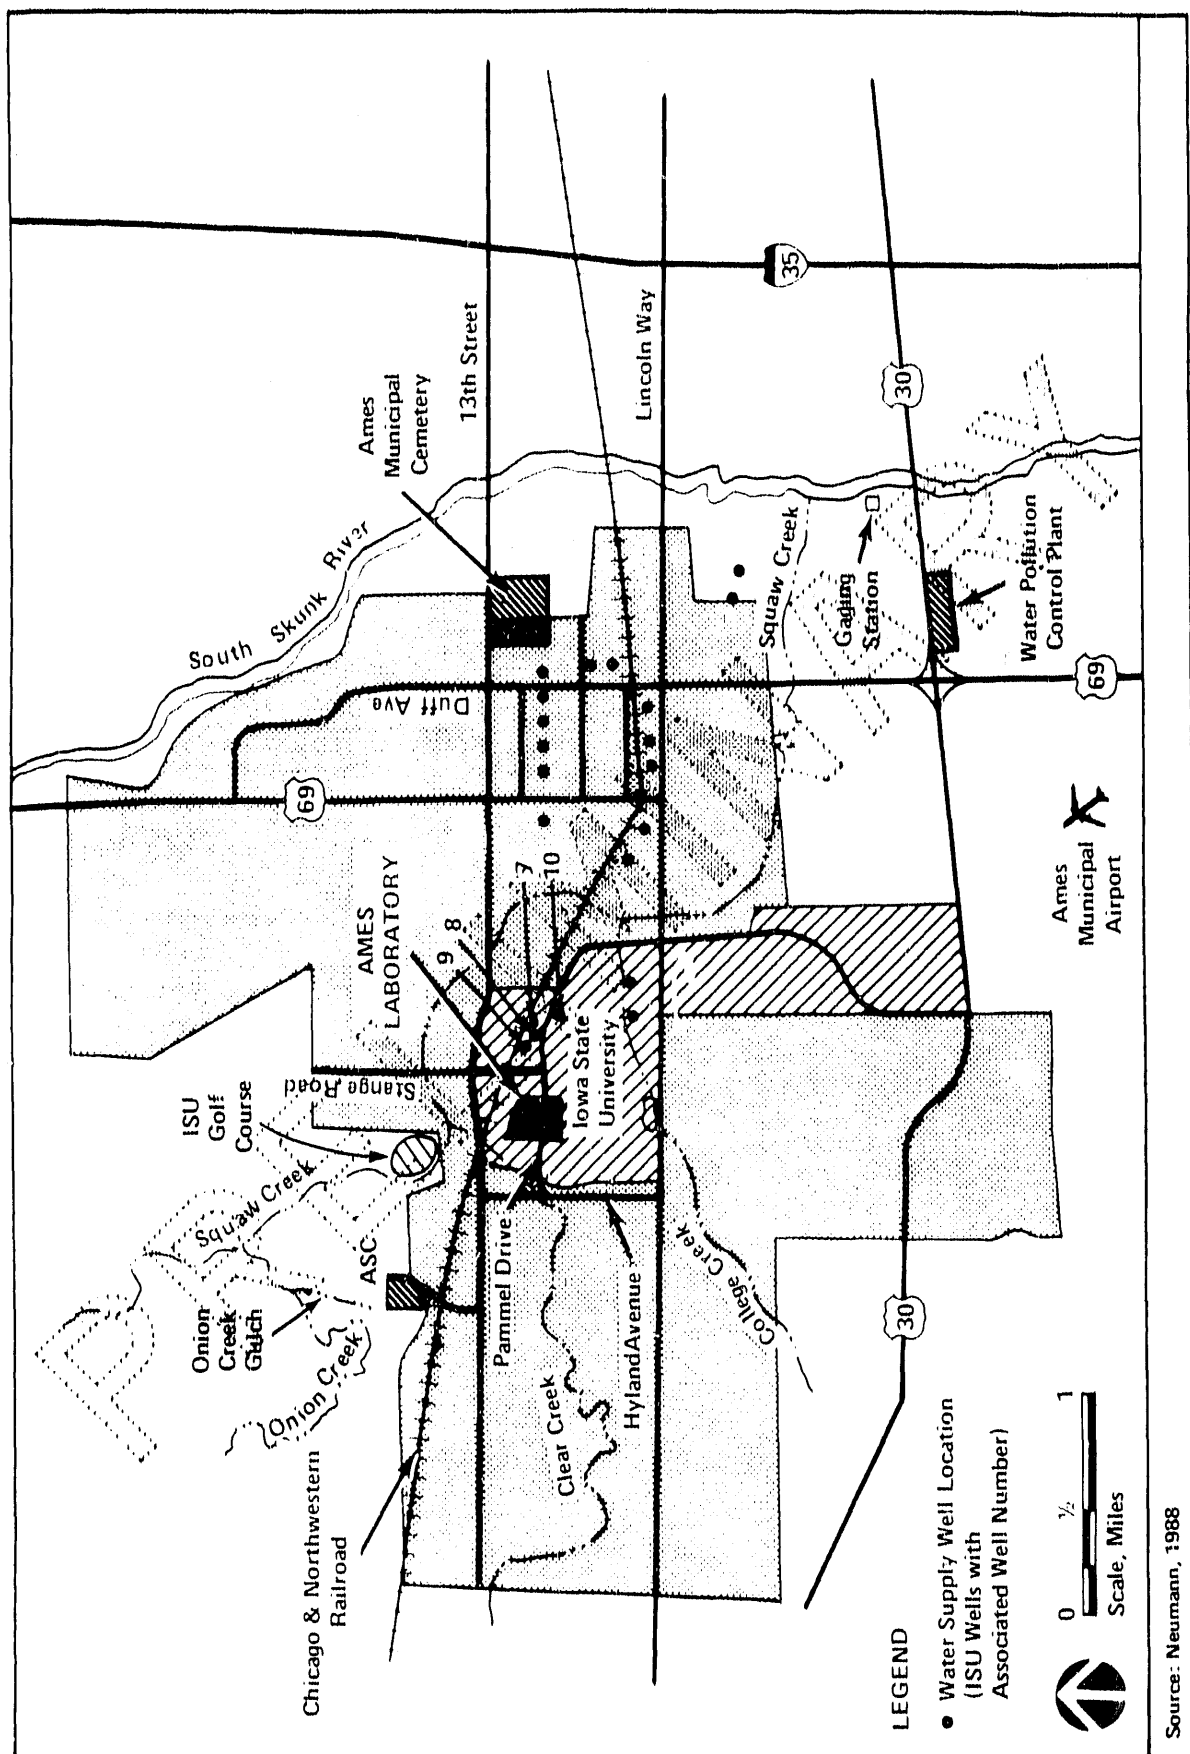 South Skunk River
Ames
Municipal
Cemetery
13th Street
Lincoln Way
35
30
69
Duff Ave
69
Squaw Creek
Gaging
Station
Water Pollution
Control Plant
Ames
Municipal
Airport
AMES
LABORATORY
9
8
7
10
Iowa State
University
Stange Road
ISU
Golf
Course
Squaw Creek
ASC
Onion
Creek
Gulch
Onion Creek
Pammel Drive
Clear Creek
Hyland Avenue
College Creek
30
Chicago & Northwestern
Railroad
PRELIMINARY
LEGEND
Water Supply Well Location
(ISU Wells with
Associated Well Number)
0 ½ 1
Scale, Miles
Source: Neumann, 1988